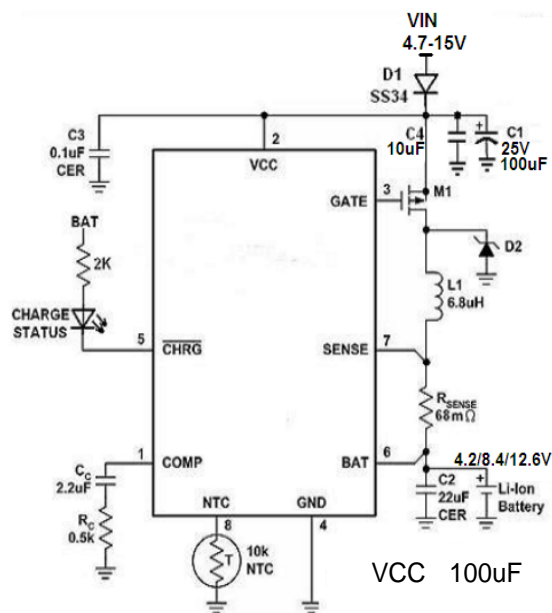 VIN
4.7-15V
D1
SS34
C3
0.1uF
CER
2
VCC
C4
10uF
+
C1
25V
100uF
GATE
3
M1
BAT
2K
D2
L1
6.8uH
CHARGE
STATUS
5
CHRG
SENSE
7
RSENSE
68mΩ
1
COMP
BAT
6
4.2/8.4/12.6V
CC
2.2uF
C2
22uF
CER
+
Li-Ion
Battery
NTC
GND
RC
0.5k
8
4
T
10k
NTC
VCC 100uF